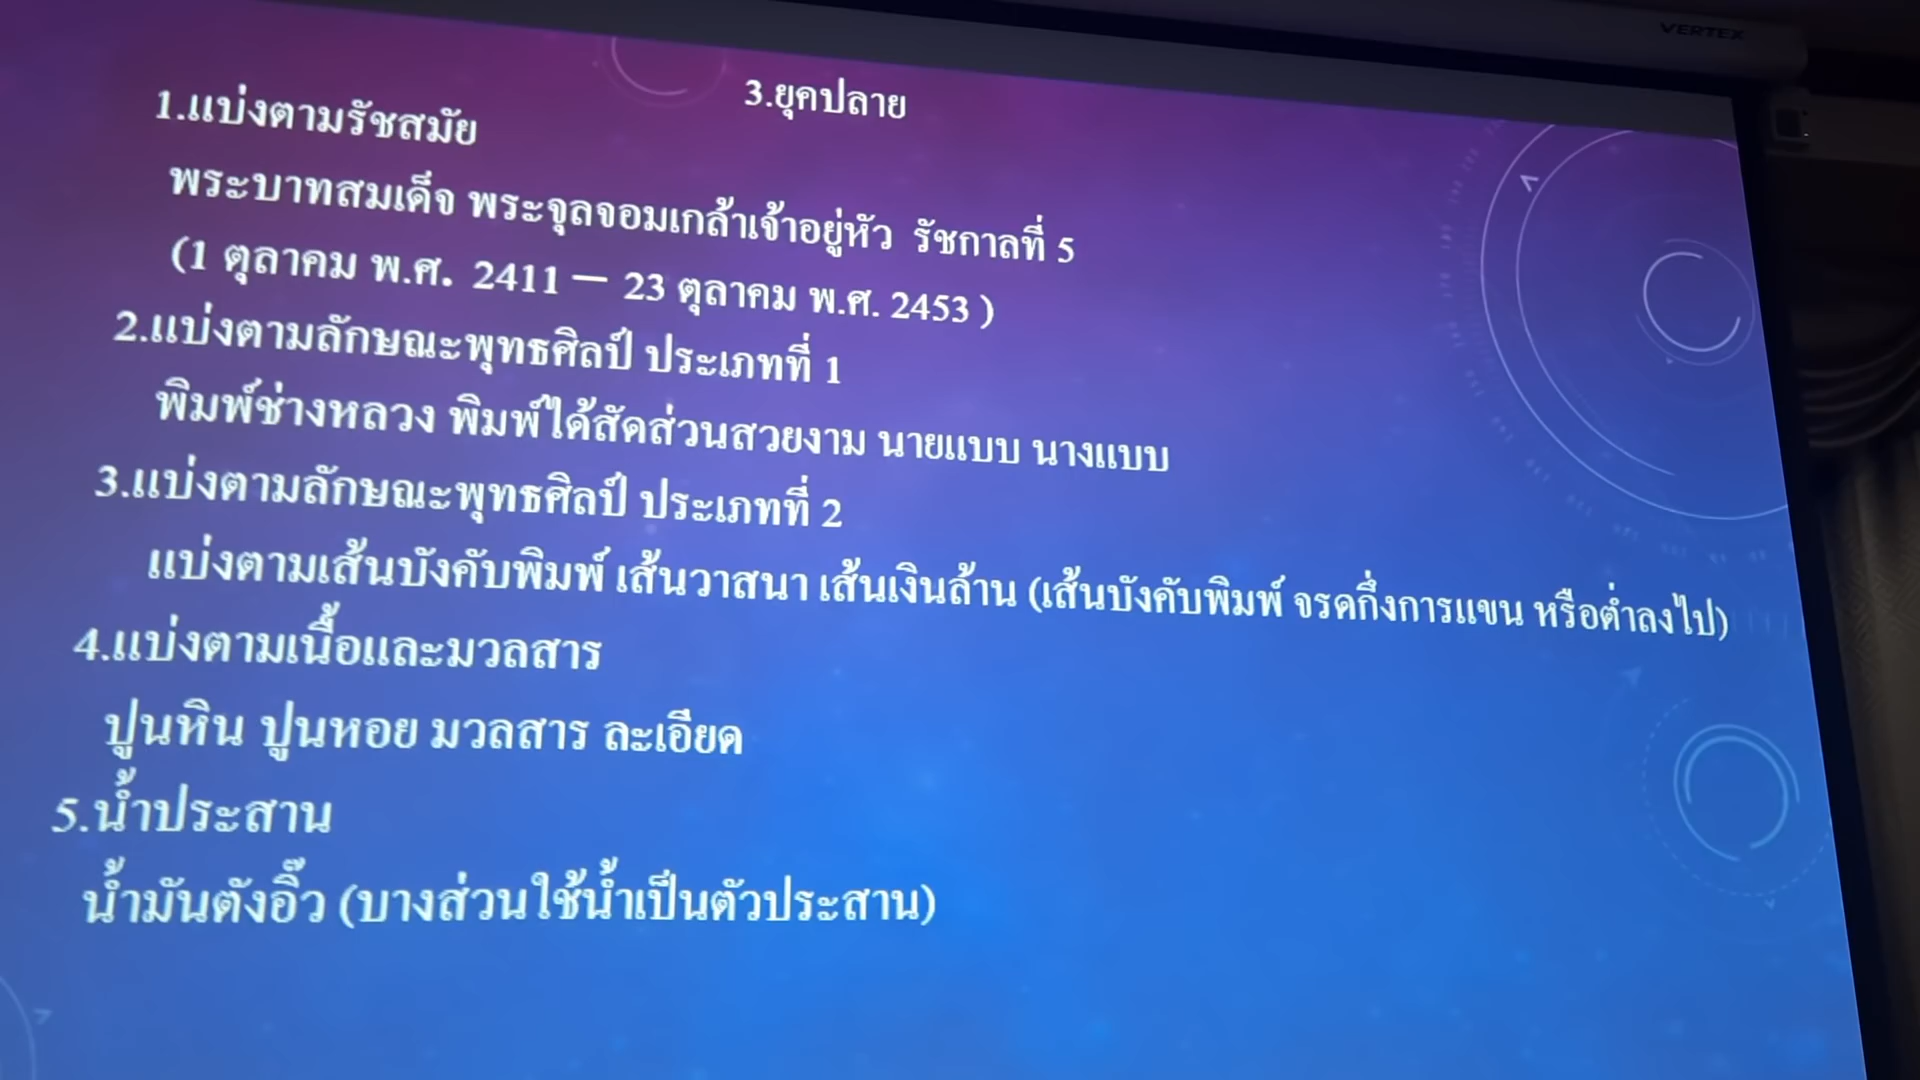 VERTEX
3.ยุคปลาย
1.แบ่งตามรัชสมัย
พระบาทสมเด็จ พระจุลจอมเกล้าเจ้าอยู่หัว รัชกาลที่ 5
(1 ตุลาคม พ.ศ. 2411 – 23 ตุลาคม พ.ศ. 2453 )
2.แบ่งตามลักษณะพุทธศิลป์ ประเภทที่ 1
พิมพ์ช่างหลวง พิมพ์ได้สัดส่วนสวยงาม นายแบบ นางแบบ
3.แบ่งตามลักษณะพุทธศิลป์ ประเภทที่ 2
แบ่งตามเส้นบังคับพิมพ์ เส้นวาสนา เส้นเงินล้าน (เส้นบังคับพิมพ์ จรดกึ่งการแขน หรือต่ำลงไป)
4.แบ่งตามเนื้อและมวลสาร
ปูนหิน ปูนหอย มวลสาร ละเอียด
5.น้ำประสาน
น้ำมันตังอิ๊ว (บางส่วนใช้น้ำเป็นตัวประสาน)